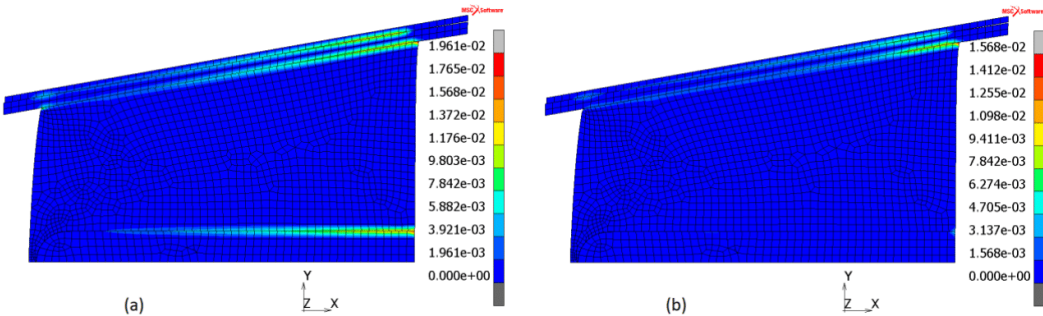 MSC Software
1.961e-02
1.765e-02
1.568e-02
1.372e-02
1.176e-02
9.803e-03
7.842e-03
5.882e-03
3.921e-03
1.961e-03
0.000e+00
Y
Z X
(a)
MSC Software
1.568e-02
1.412e-02
1.255e-02
1.098e-02
9.411e-03
7.842e-03
6.274e-03
4.705e-03
3.137e-03
1.568e-03
0.000e+00
Y
Z X
(b)